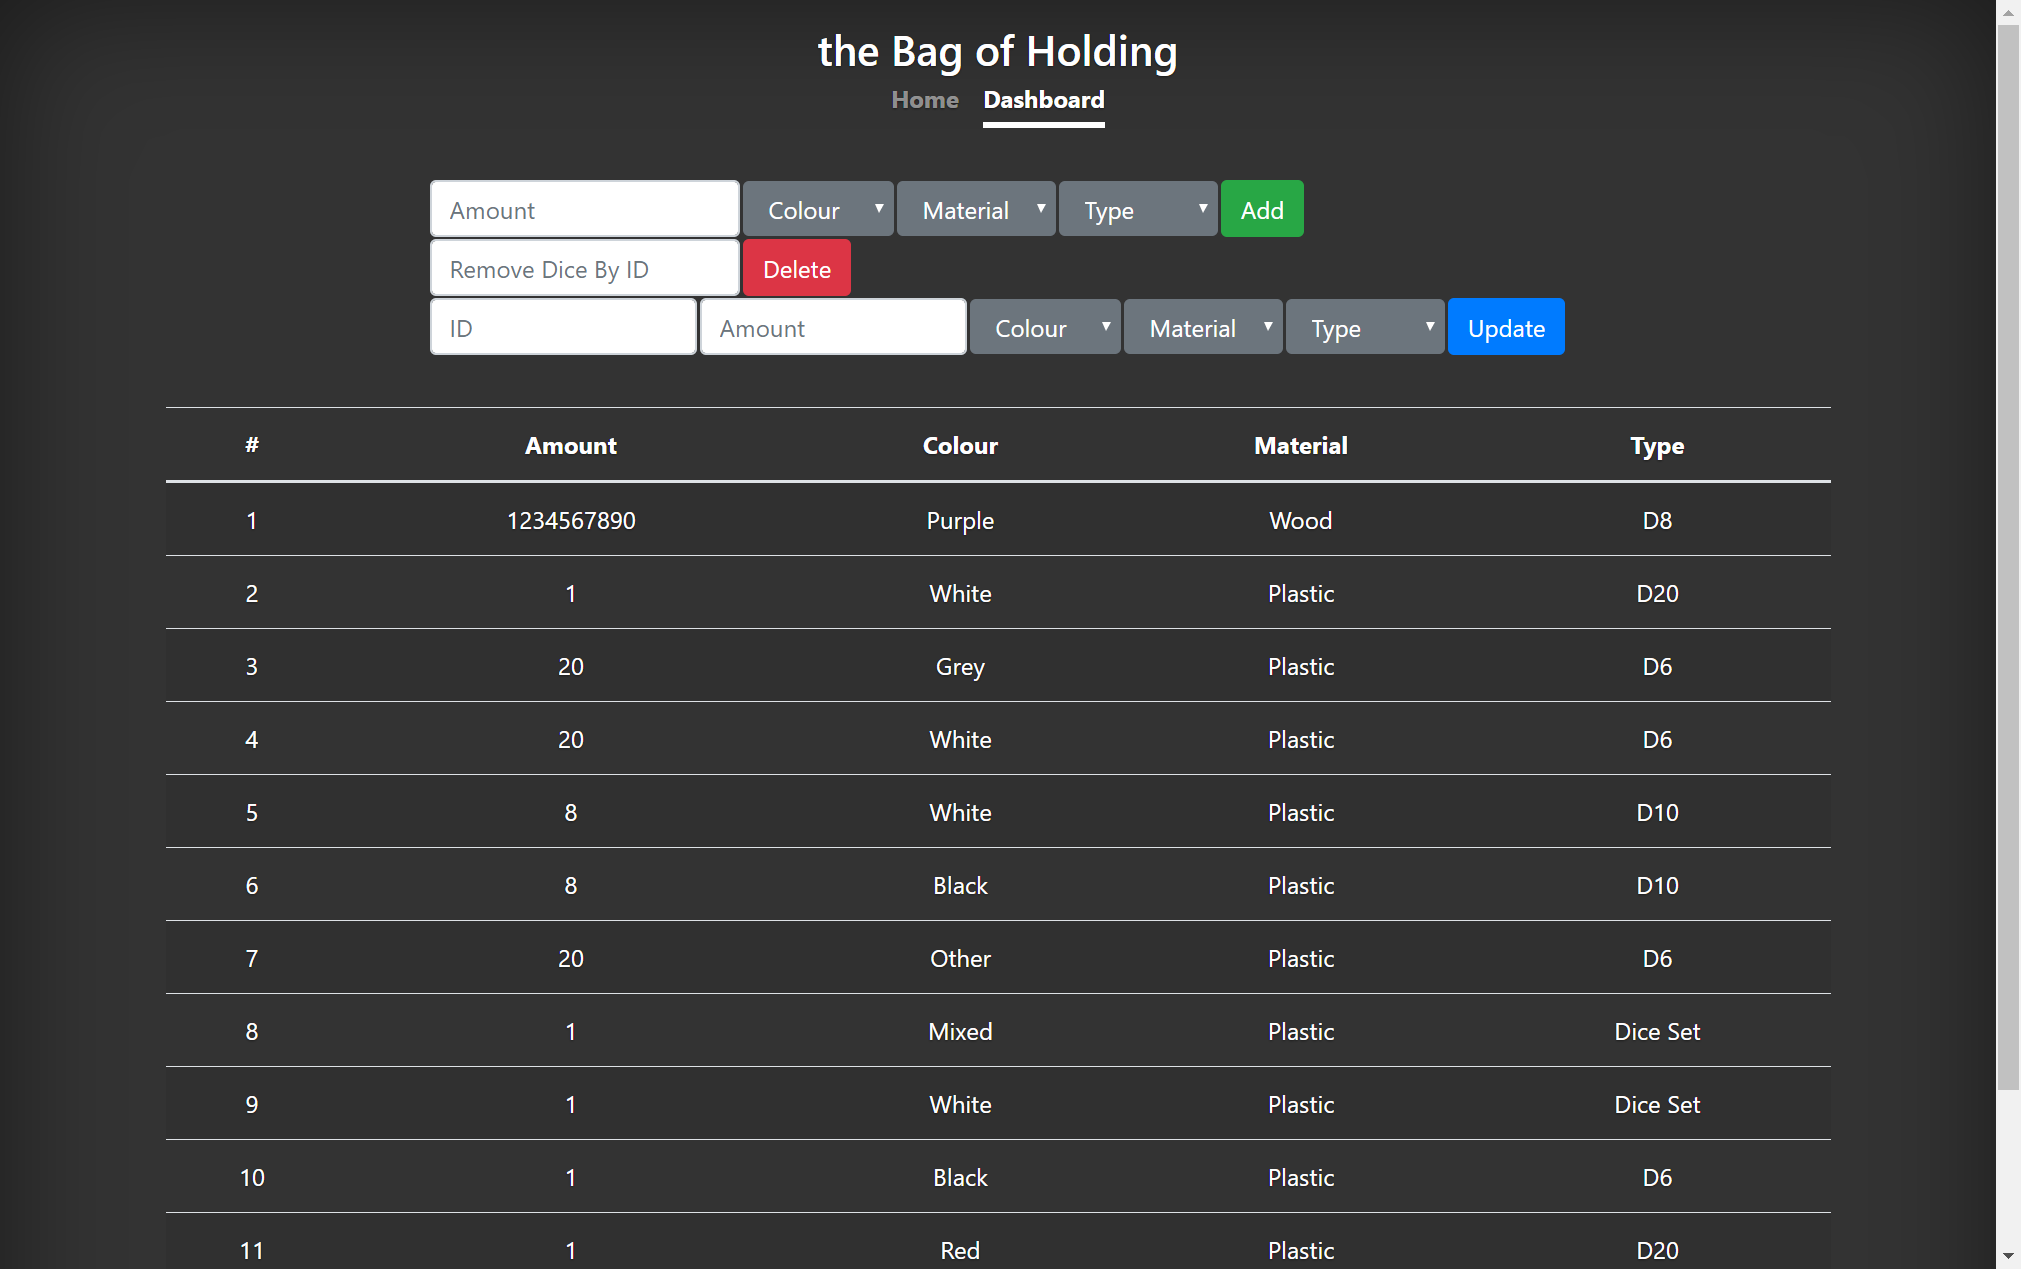 the Bag of Holding
Home Dashboard
Amount Colour Material Type Add
Remove Dice By ID Delete
ID Amount Colour Material Type Update
# Amount Colour Material Type
1 1234567890 Purple Wood D8
2 1 White Plastic D20
3 20 Grey Plastic D6
4 20 White Plastic D6
5 8 White Plastic D10
6 8 Black Plastic D10
7 20 Other Plastic D6
8 1 Mixed Plastic Dice Set
9 1 White Plastic Dice Set
10 1 Black Plastic D6
11 1 Red Plastic D20